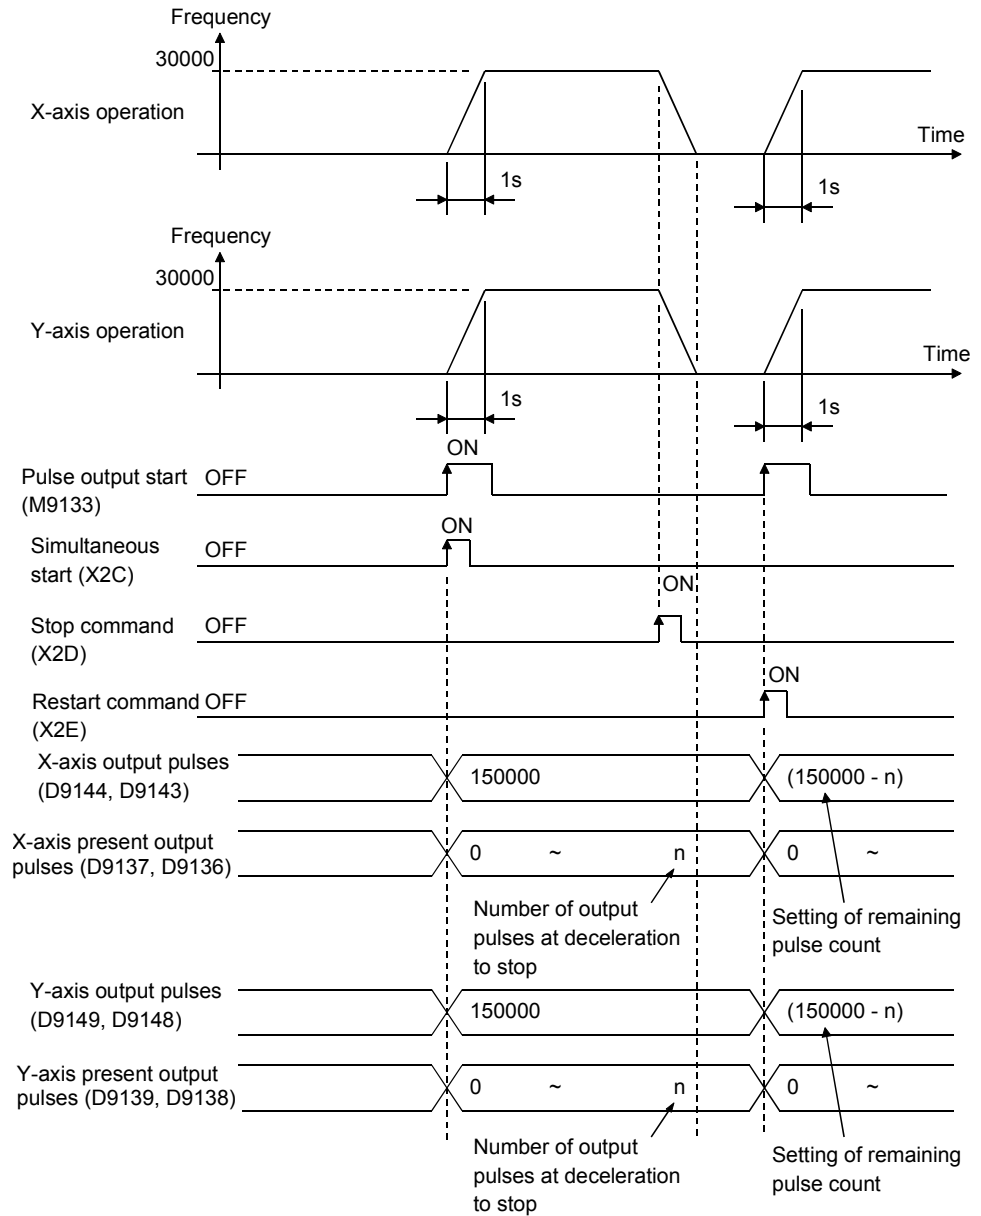 Frequency
30000
X-axis operation
Time
1s
1s
Frequency
30000
Y-axis operation
Time
1s
1s
ON
Pulse output start
(M9133)
OFF
ON
Simultaneous
start (X2C)
OFF
ON
Stop command
(X2D)
OFF
ON
Restart command
(X2E)
OFF
X-axis output pulses
(D9144, D9143)
150000
(150000 - n)
X-axis present output
pulses (D9137, D9136)
0 ~ n
0 ~
Number of output
pulses at deceleration
to stop
Setting of remaining
pulse count
Y-axis output pulses
(D9149, D9148)
150000
(150000 - n)
Y-axis present output
pulses (D9139, D9138)
0 ~ n
0 ~
Number of output
pulses at deceleration
to stop
Setting of remaining
pulse count